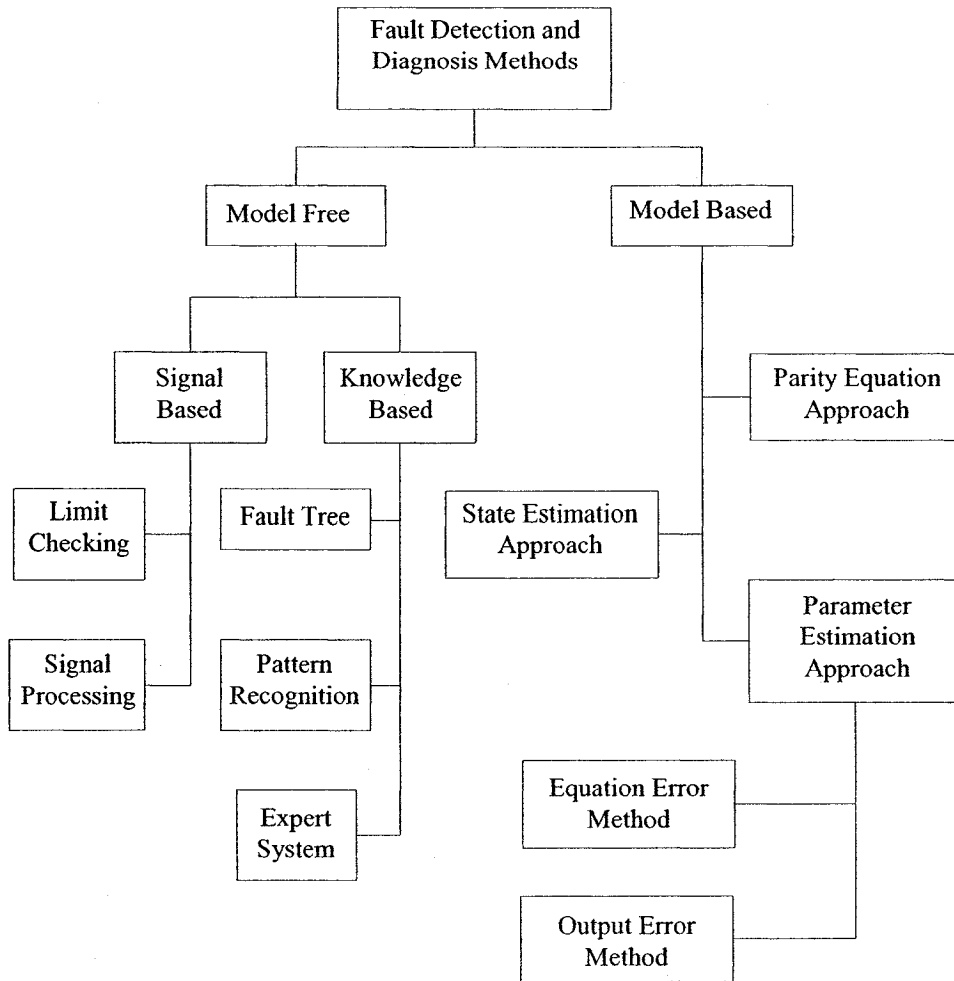 Fault Detection and
Diagnosis Methods
Model Free
Model Based
Signal
Based
Knowledge
Based
Parity Equation
Approach
Limit
Checking
Fault Tree
State Estimation
Approach
Parameter
Estimation
Approach
Signal
Processing
Pattern
Recognition
Equation Error
Method
Expert
System
Output Error
Method